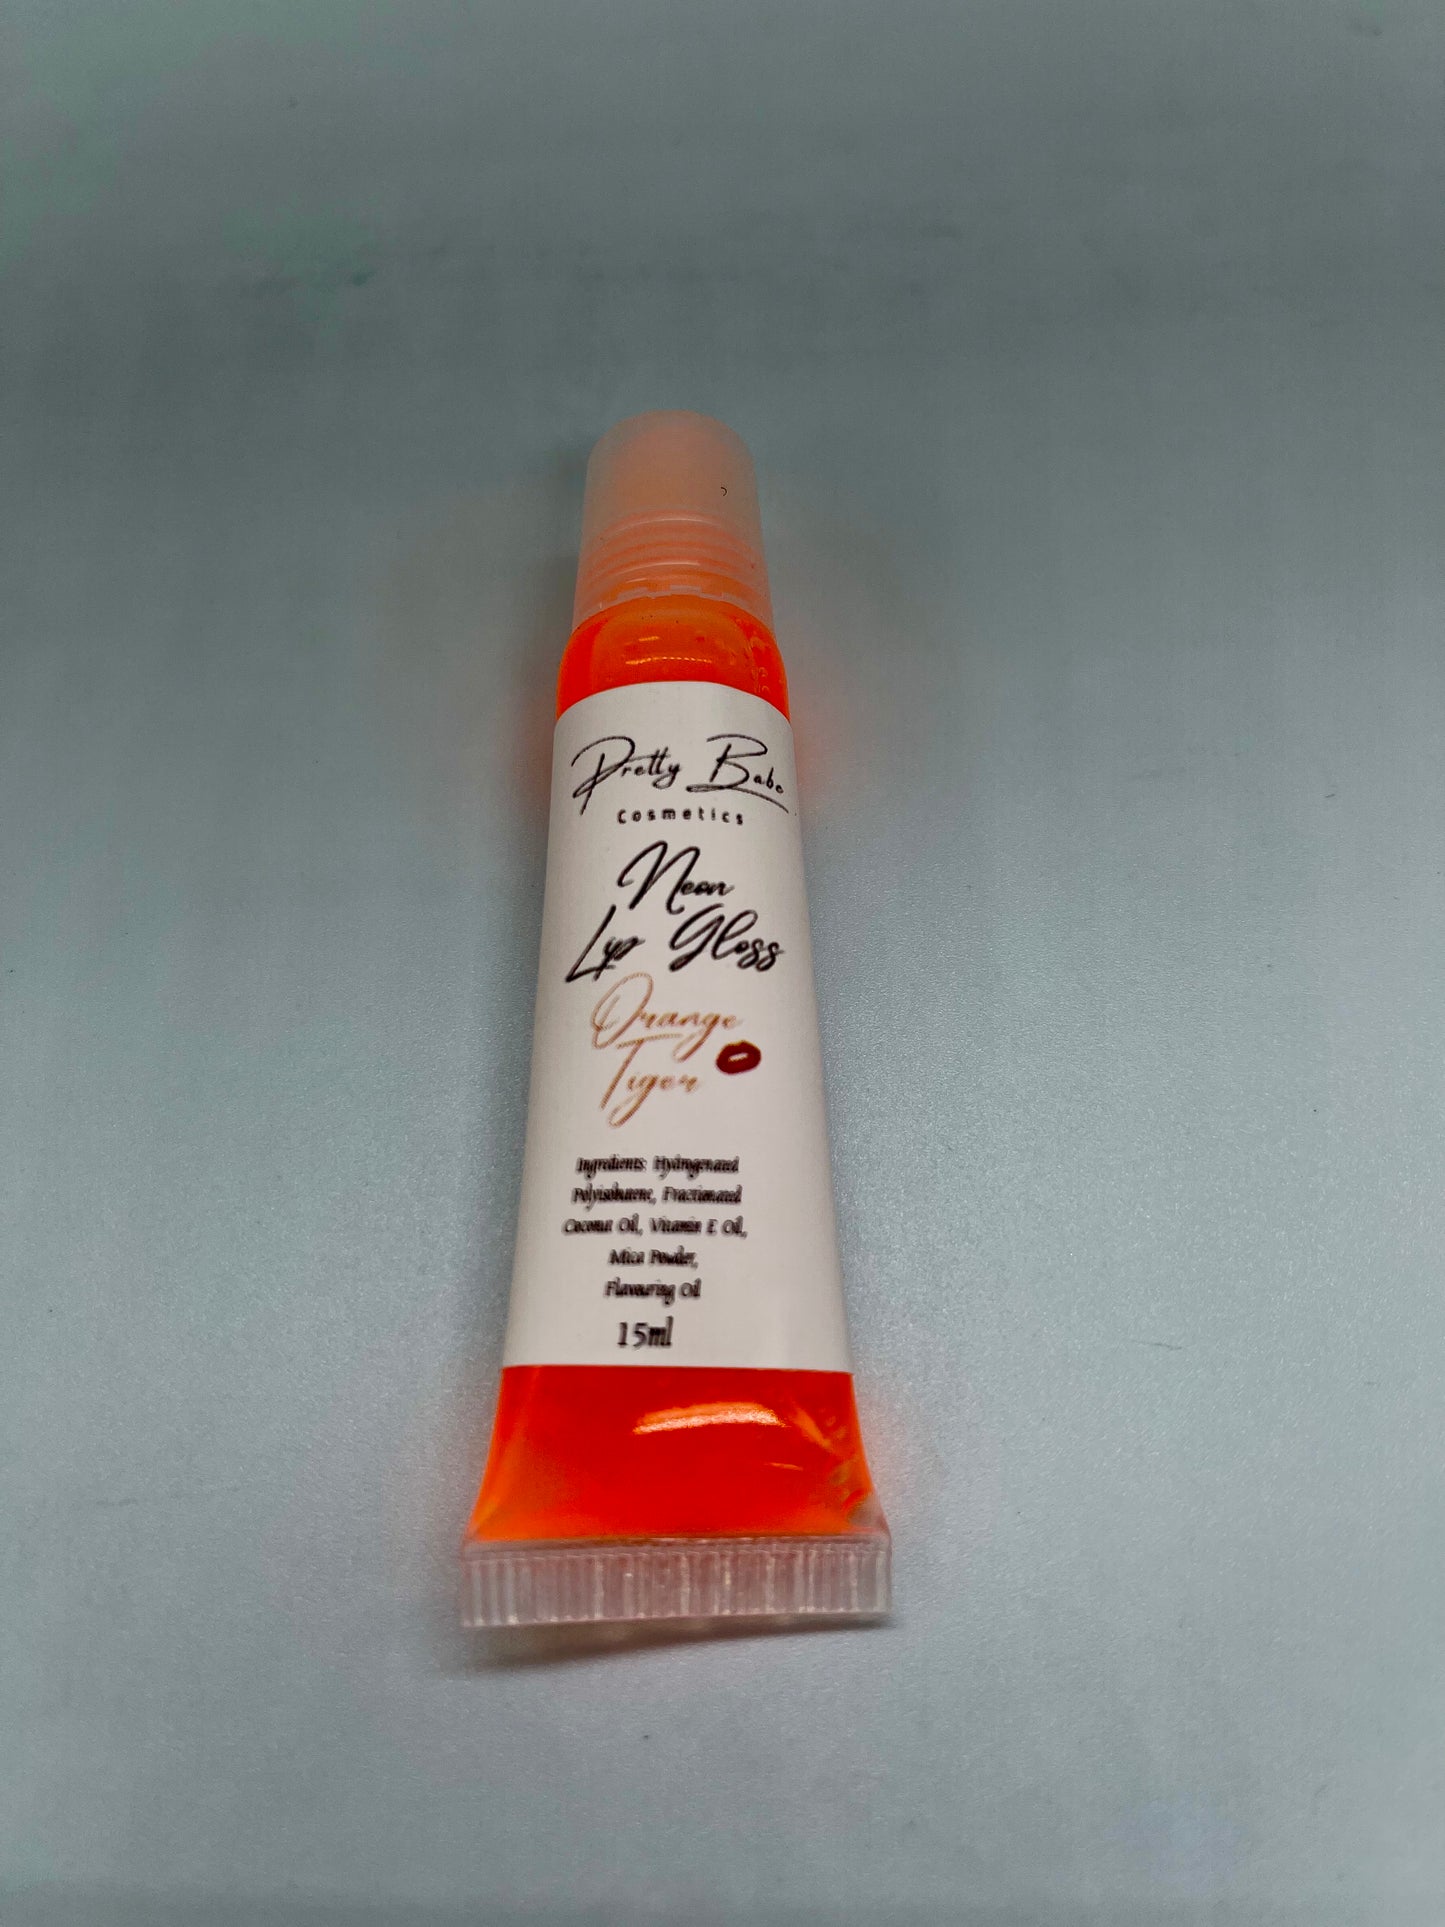 Pretty Babe
Cosmetics
Neon
Lip Gloss
Orange
Tiger
Ingredients: Hydrogenated
Polyisobutene, Fractionated
Coconut Oil, Vitamin E Oil,
Mica Powder,
Flavouring Oil
15ml